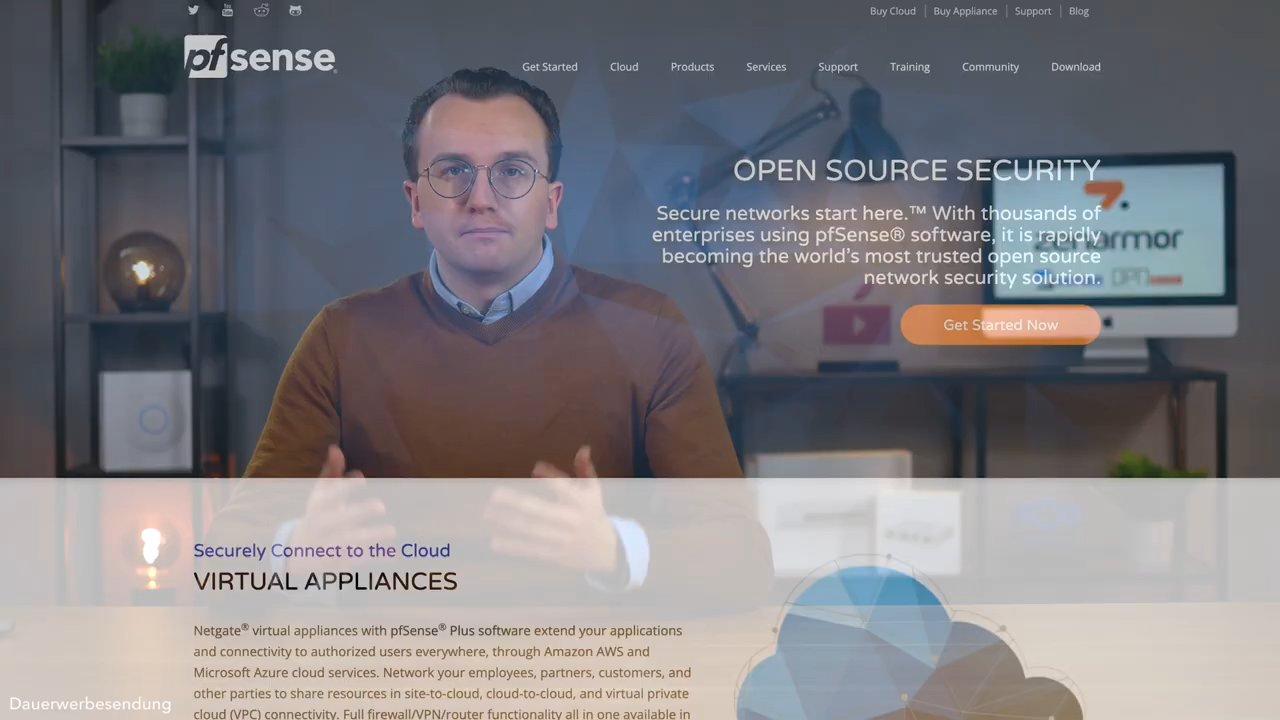 Buy Cloud
Buy Appliance
Support
Blog
pfsense
Get Started
Cloud
Products
Services
Support
Training
Community
Download
OPEN SOURCE SECURITY
Secure networks start here.™ With thousands of
enterprises using pfSense® software, it is rapidly
becoming the world's most trusted open source
network security solution.
zenarmor
Get Started Now
Securely Connect to the Cloud
VIRTUAL APPLIANCES
Netgate® virtual appliances with pfSense® Plus software extend your applications
and connectivity to authorized users everywhere, through Amazon AWS and
Microsoft Azure cloud services. Network your employees, partners, customers, and
other parties to share resources in site-to-cloud, cloud-to-cloud, and virtual private
cloud (VPC) connectivity. Full firewall/VPN/router functionality all in one available in
Dauerwerbesendung